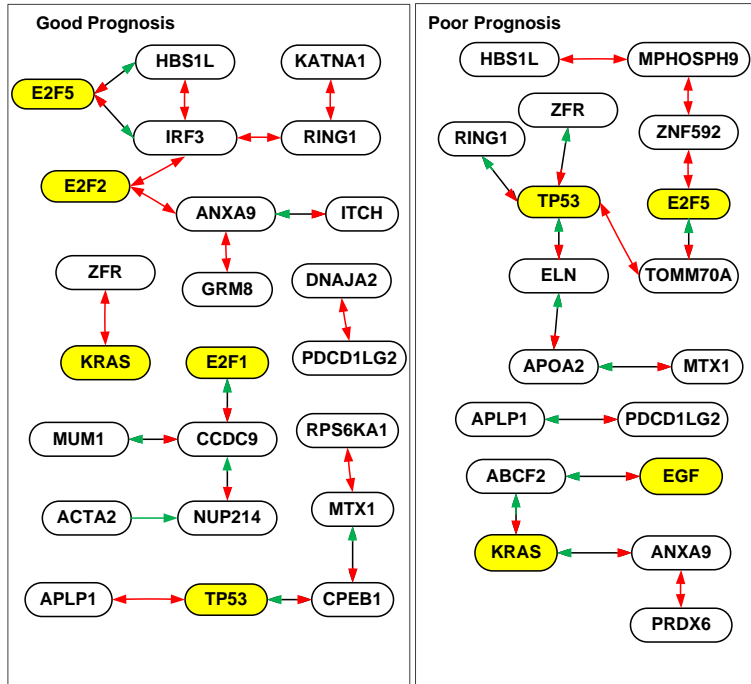 Good Prognosis
HBS1L
KATNA1
E2F5
IRF3
RING1
E2F2
ANXA9
ITCH
ZFR
GRM8
DNAJA2
KRAS
E2F1
PDCD1LG2
MUM1
CCDC9
RPS6KA1
ACTA2
NUP214
MTX1
APLP1
TP53
CPEB1
Poor Prognosis
HBS1L
MPHOSPH9
ZFR
RING1
ZNF592
TP53
E2F5
ELN
TOMM70A
APOA2
MTX1
APLP1
PDCD1LG2
ABCF2
EGF
KRAS
ANXA9
PRDX6